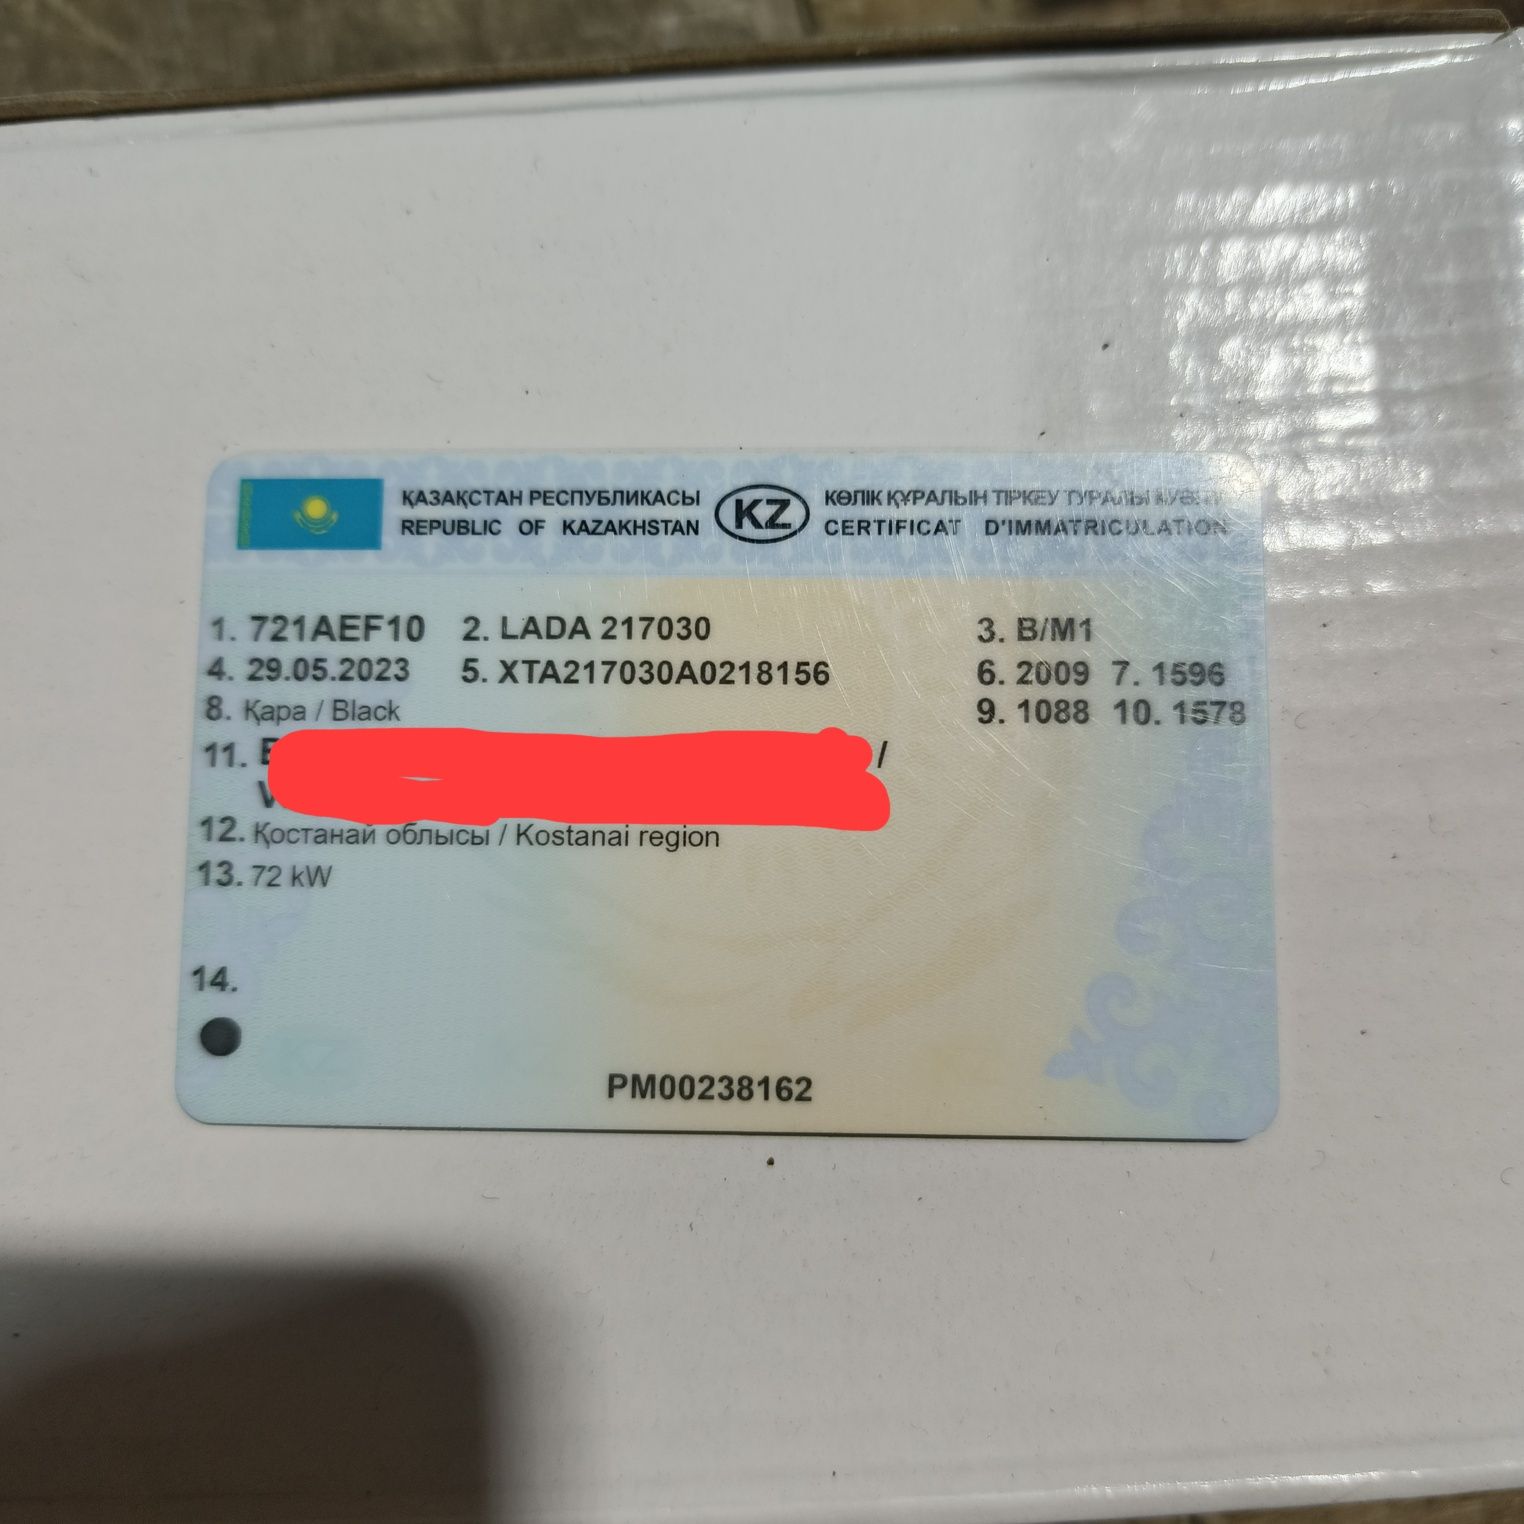 ҚАЗАҚСТАН РЕСПУБЛИКАСЫ
REPUBLIC OF KAZAKHSTAN
KZ
КӨЛІК ҚҰРАЛЫН ТІРКЕУ ТУРАЛЫ КУӘЛІК
CERTIFICAT D'IMMATRICULATION
1. 721AEF10 2. LADA 217030 3. B/M1
4. 29.05.2023 5. XTA217030A0218156 6. 2009 7. 1596
8. Қара / Black 9. 1088 10. 1578
11. /
12. Қостанай облысы / Kostanai region
13. 72 kW
14.
PM00238162